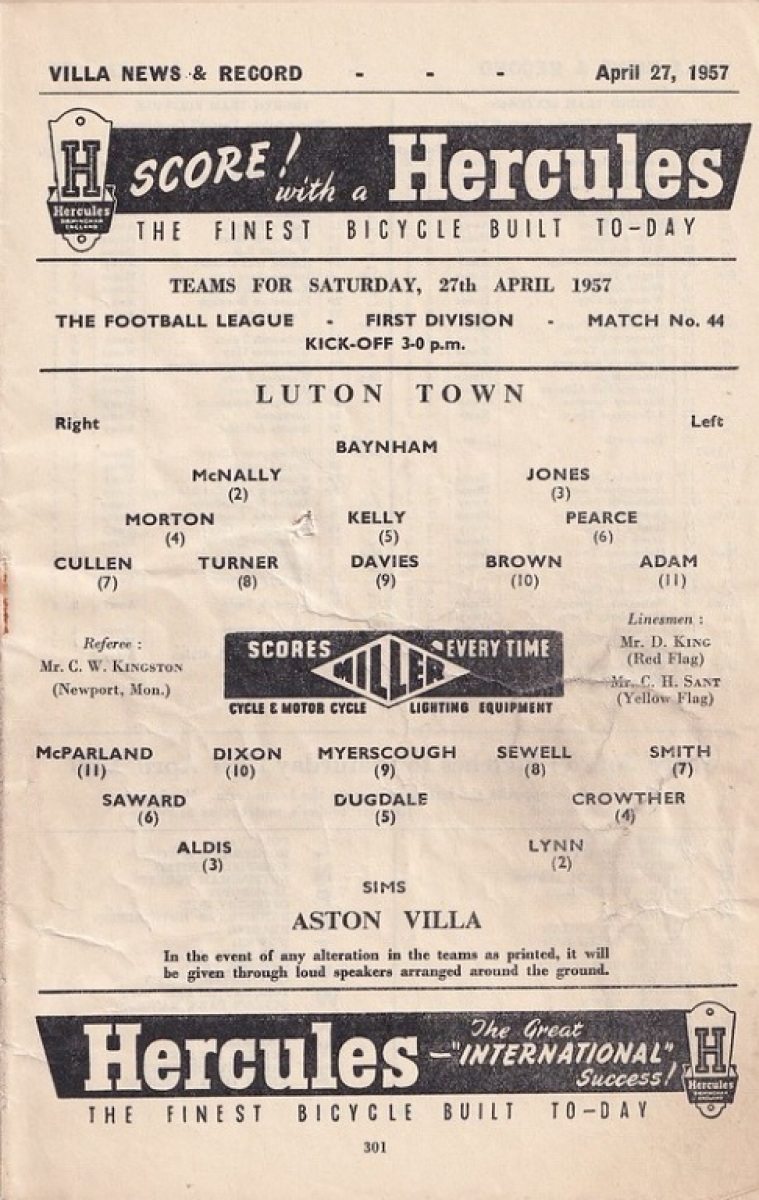 VILLA NEWS & RECORD - - - April 27, 1957
H
Hercules
BIRMINGHAM
ENGLAND
SCORE! with a Hercules
THE FINEST BICYCLE BUILT TO-DAY
TEAMS FOR SATURDAY, 27th APRIL 1957
THE FOOTBALL LEAGUE - FIRST DIVISION - MATCH No. 44
KICK-OFF 3-0 p.m.
LUTON TOWN
Right Left
BAYNHAM
McNALLY JONES
(2) (3)
MORTON KELLY PEARCE
(4) (5) (6)
CULLEN TURNER DAVIES BROWN ADAM
(7) (8) (9) (10) (11)
Referee :
Mr. C. W. KINGSTON
(Newport, Mon.)
SCORES EVERY TIME
MILLER
CYCLE & MOTOR CYCLE LIGHTING EQUIPMENT
Linesmen :
Mr. D. KING
(Red Flag)
Mr. C. H. SANT
(Yellow Flag)
McPARLAND DIXON MYERSCOUGH SEWELL SMITH
(11) (10) (9) (8) (7)
SAWARD DUGDALE CROWTHER
(6) (5) (4)
ALDIS LYNN
(3) (2)
SIMS
ASTON VILLA
In the event of any alteration in the teams as printed, it will
be given through loud speakers arranged around the ground.
Hercules - The Great
"INTERNATIONAL"
Success!
H
Hercules
BIRMINGHAM
ENGLAND
THE FINEST BICYCLE BUILT TO-DAY
301